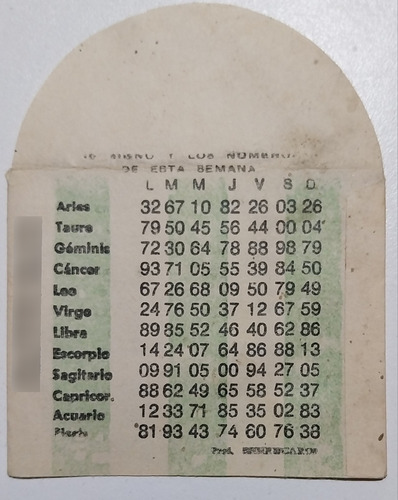 SIGNO Y LOS NUMEROS
DE ESTA SEMANA
L M M J V S D
Aries 32 67 10 82 26 03 26
Tauro 79 50 45 56 44 00 04
Géminis 72 30 64 78 88 98 79
Cáncer 93 71 05 55 39 84 50
Leo 67 26 68 09 50 79 49
Virgo 24 76 50 37 12 67 59
Libra 89 85 52 46 40 62 86
Escorpio 14 24 07 64 86 88 13
Sagitario 09 91 05 00 94 27 05
Capricor. 88 62 49 65 58 52 37
Acuario 12 33 71 85 35 02 83
Piscis 81 93 43 74 60 76 38
Prof.